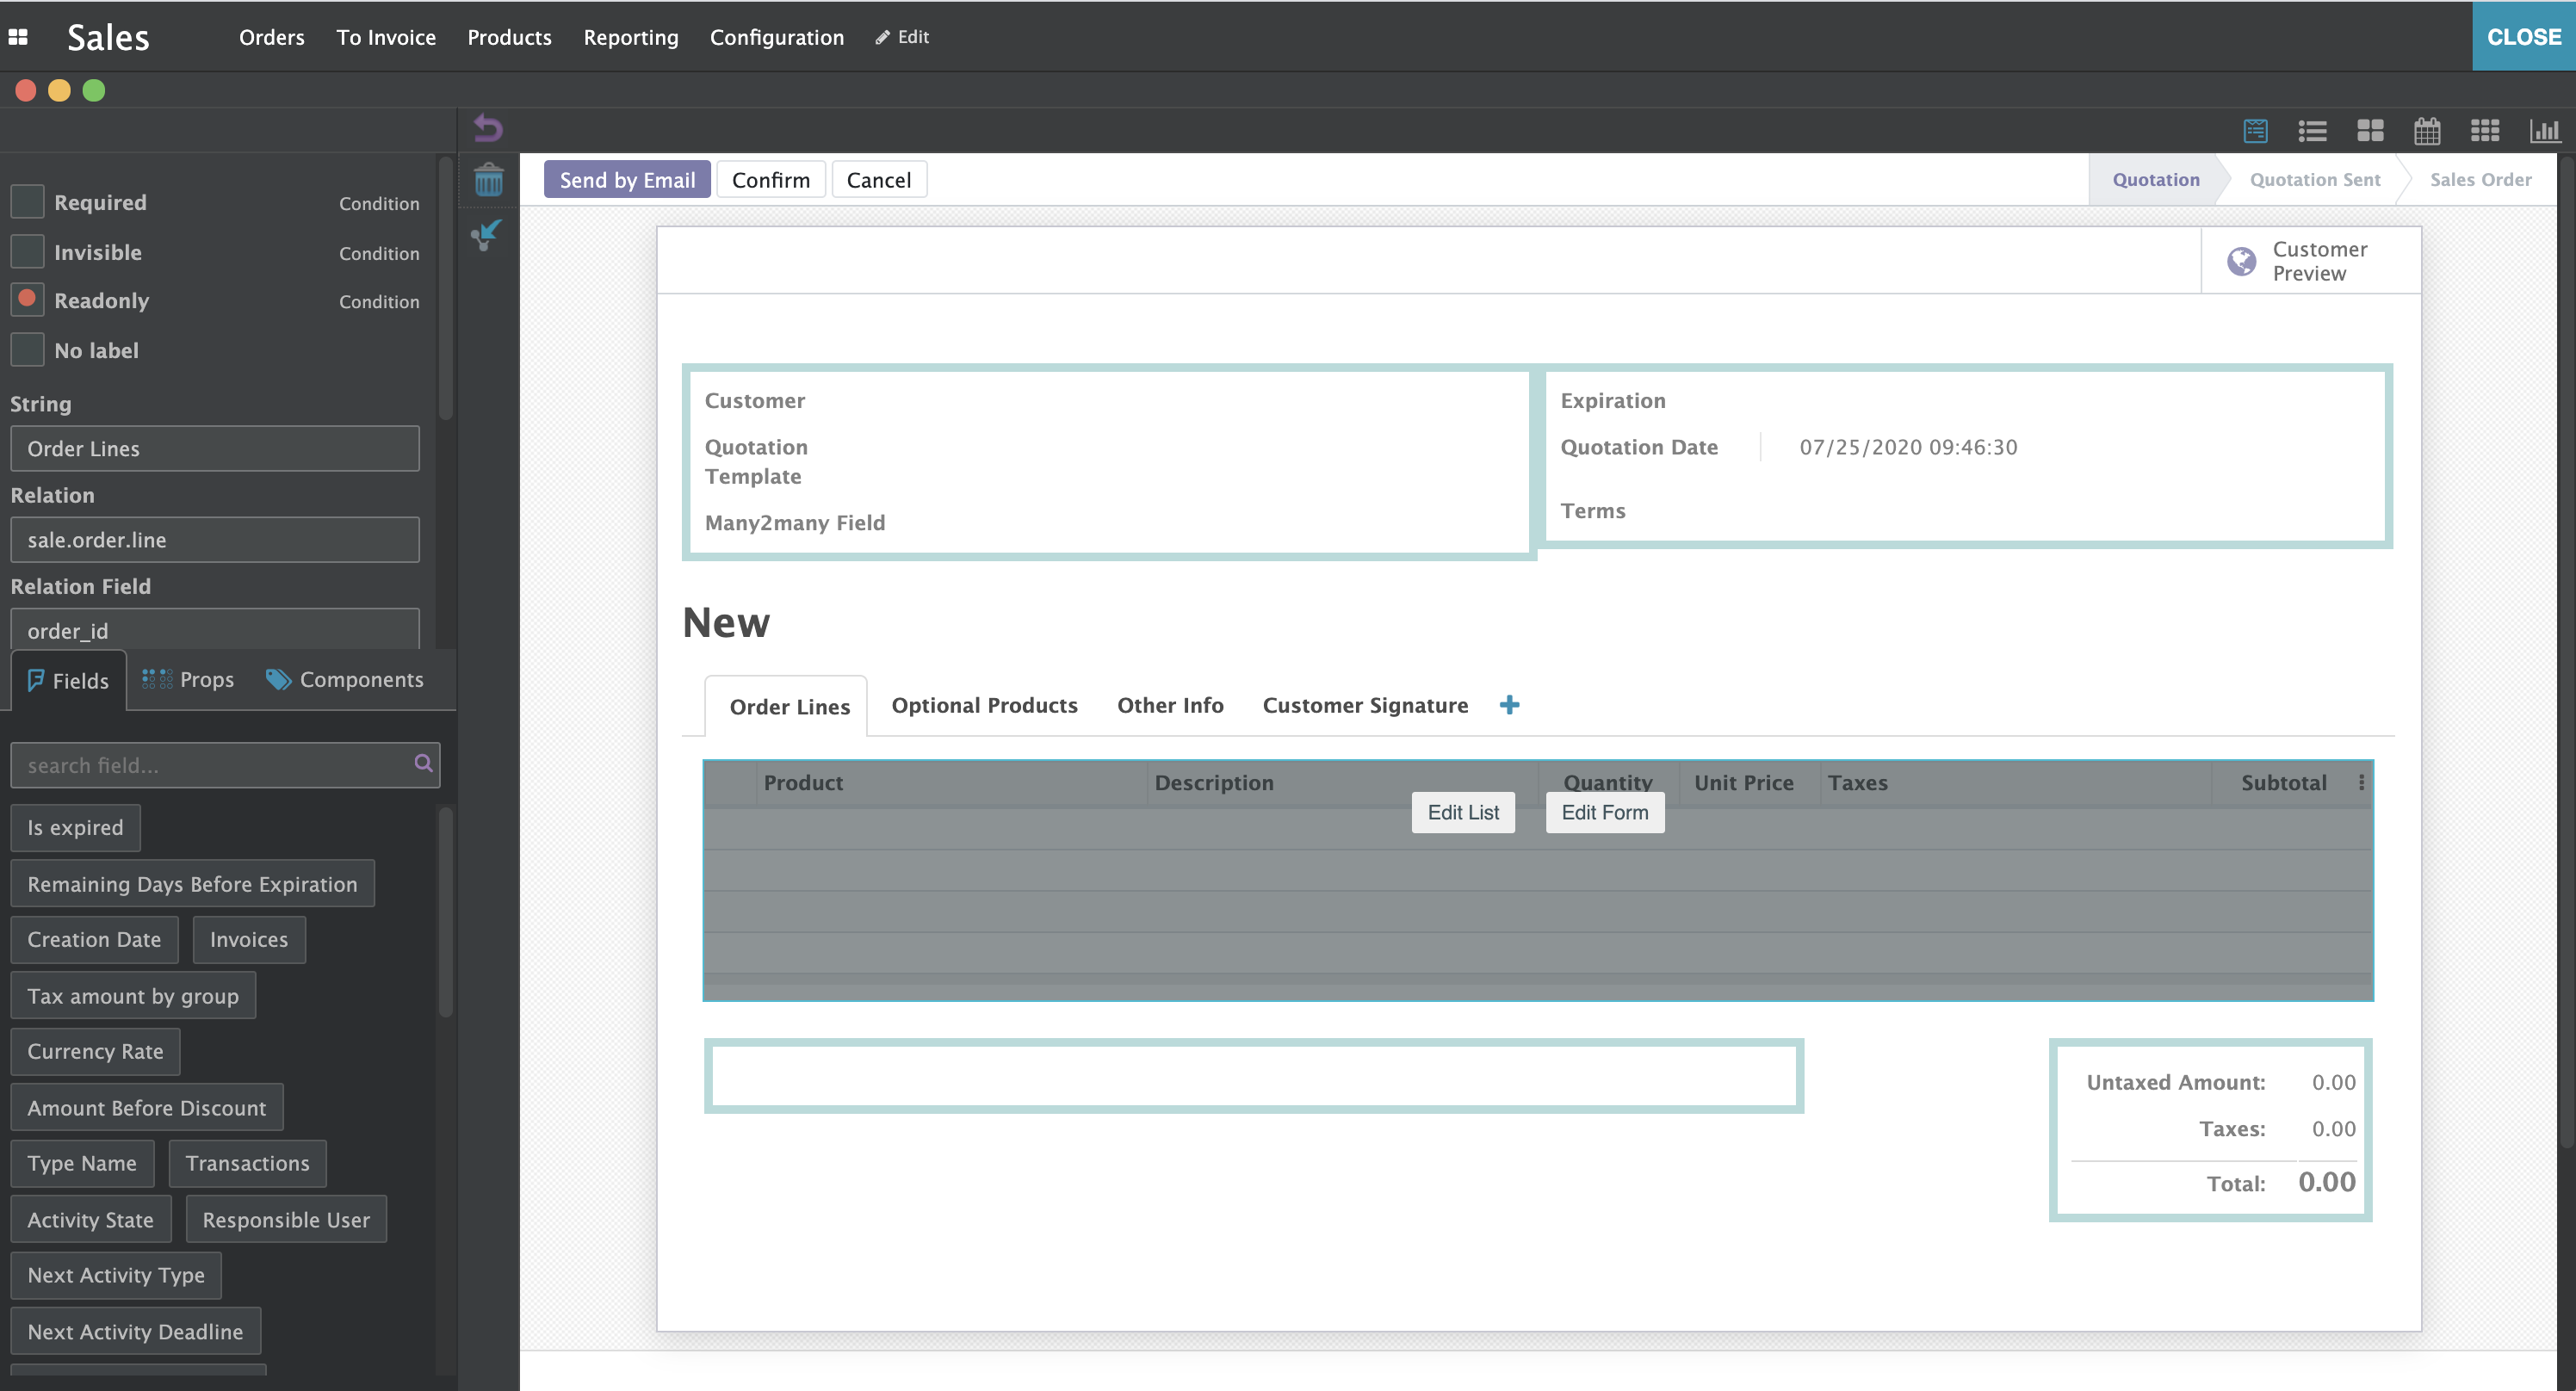 Sales Orders To Invoice Products Reporting Configuration Edit CLOSE
Required Condition
Invisible Condition
Readonly Condition
No label
String
Order Lines
Relation
sale.order.line
Relation Field
order_id
Fields Props Components
search field...
Is expired
Remaining Days Before Expiration
Creation Date Invoices
Tax amount by group
Currency Rate
Amount Before Discount
Type Name Transactions
Activity State Responsible User
Next Activity Type
Next Activity Deadline
Send by Email Confirm Cancel
Quotation Quotation Sent Sales Order
Customer
Preview
Customer
Quotation
Template
Many2many Field
Expiration
Quotation Date 07/25/2020 09:46:30
Terms
New
Order Lines Optional Products Other Info Customer Signature
Product Description Quantity Unit Price Taxes Subtotal
Edit List Edit Form
Untaxed Amount: 0.00
Taxes: 0.00
Total: 0.00